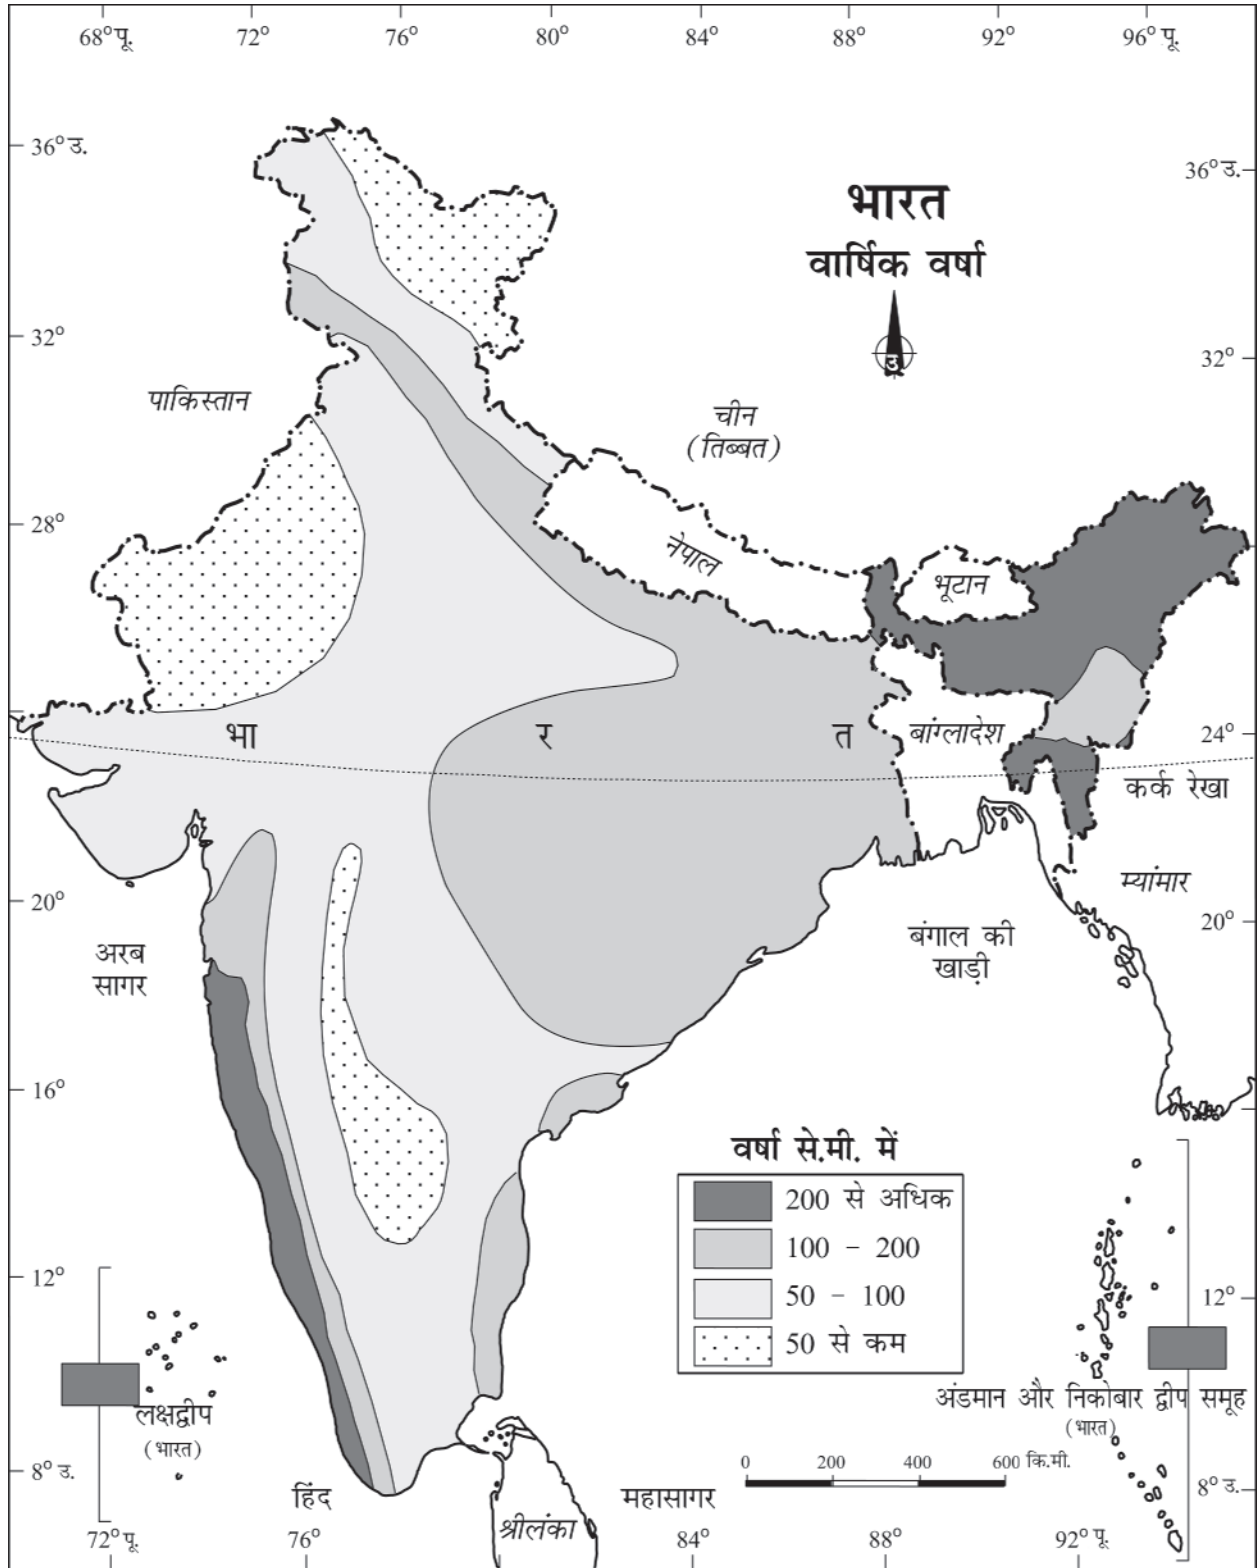 68° पू.
72°
76°
80°
84°
88°
92°
96° पू.
36° उ.
36° उ.
भारत
वार्षिक वर्षा
उ
32°
32°
पाकिस्तान
चीन
(तिब्बत)
28°
नेपाल
भूटान
भा
र
त
बांग्लादेश
24°
कर्क रेखा
म्यांमार
20°
20°
अरब
सागर
बंगाल की
खाड़ी
16°
वर्षा से.मी. में
200 से अधिक
100 – 200
50 – 100
50 से कम
12°
12°
लक्षद्वीप
(भारत)
अंडमान और निकोबार द्वीप समूह
(भारत)
0 200 400 600 कि.मी.
8° उ.
8° उ.
हिंद
महासागर
श्रीलंका
72° पू.
76°
84°
88°
92° पू.